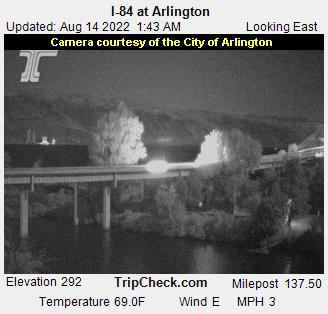 I-84 at Arlington
Updated: Aug 14 2022 1:43 AM Looking East
Camera courtesy of the City of Arlington
Elevation 292 TripCheck.com Milepost 137.50
Temperature 69.0F Wind E MPH 3